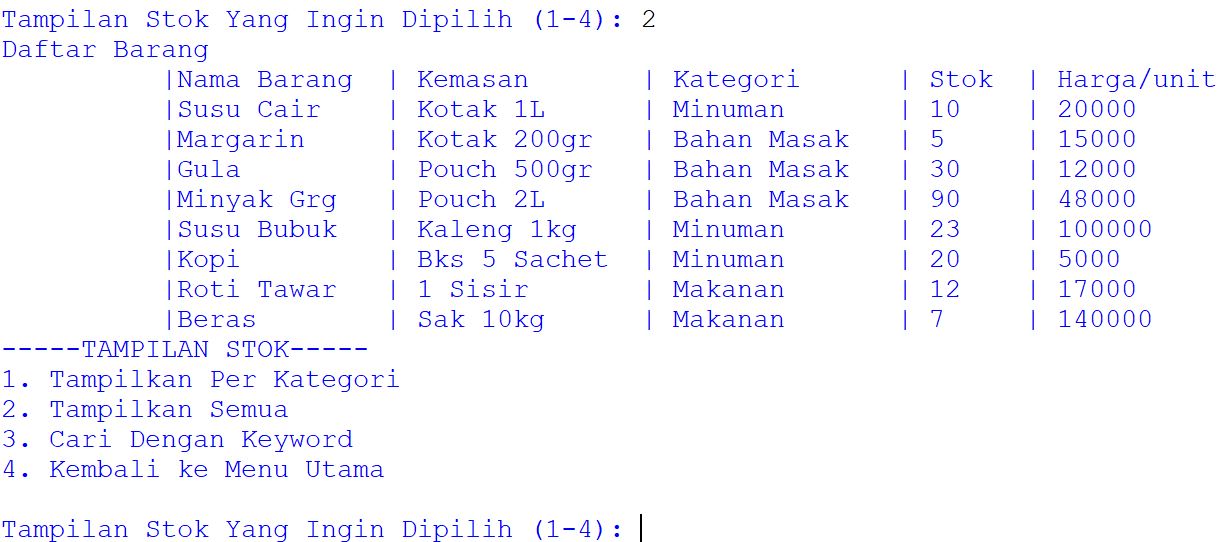 Tampilan Stok Yang Ingin Dipilih (1-4): 2
Daftar Barang
|Nama Barang | Kemasan | Kategori | Stok | Harga/unit
|Susu Cair | Kotak 1L | Minuman | 10 | 20000
|Margarin | Kotak 200gr | Bahan Masak | 5 | 15000
|Gula | Pouch 500gr | Bahan Masak | 30 | 12000
|Minyak Grg | Pouch 2L | Bahan Masak | 90 | 48000
|Susu Bubuk | Kaleng 1kg | Minuman | 23 | 100000
|Kopi | Bks 5 Sachet | Minuman | 20 | 5000
|Roti Tawar | 1 Sisir | Makanan | 12 | 17000
|Beras | Sak 10kg | Makanan | 7 | 140000
-----TAMPILAN STOK-----
1. Tampilkan Per Kategori
2. Tampilkan Semua
3. Cari Dengan Keyword
4. Kembali ke Menu Utama
Tampilan Stok Yang Ingin Dipilih (1-4):